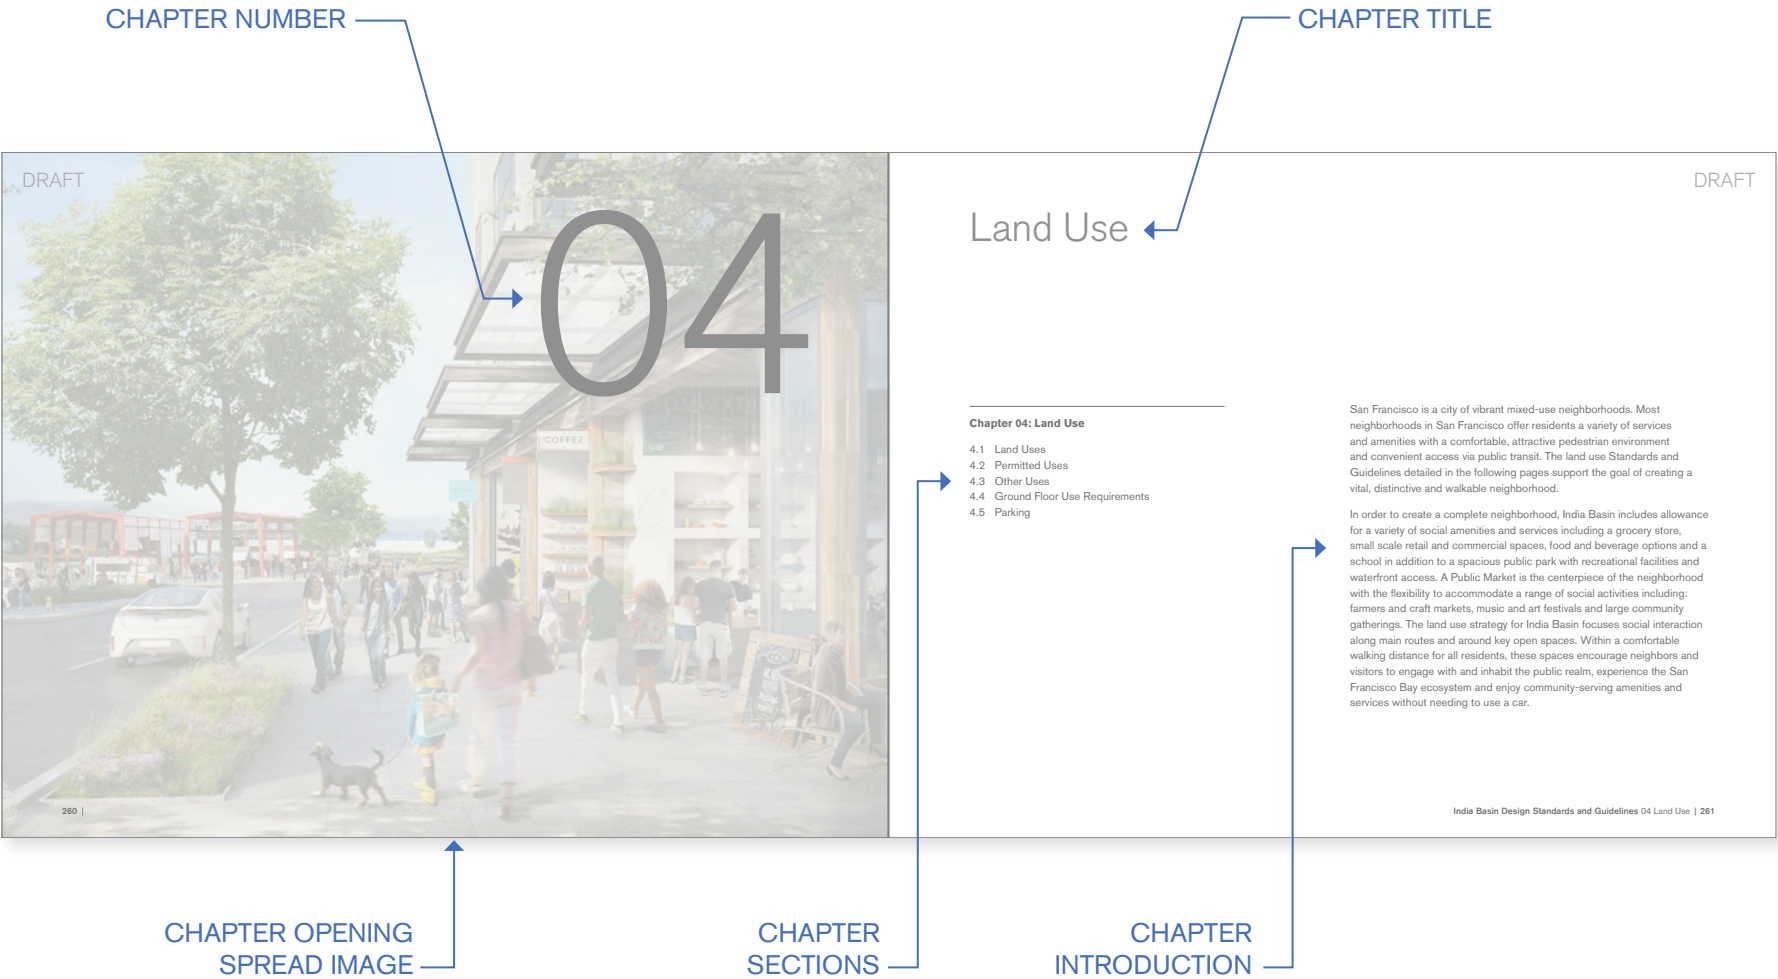 CHAPTER NUMBER
CHAPTER TITLE
DRAFT
04
COFFEE
260 |
DRAFT
Land Use
Chapter 04: Land Use
4.1 Land Uses
4.2 Permitted Uses
4.3 Other Uses
4.4 Ground Floor Use Requirements
4.5 Parking
San Francisco is a city of vibrant mixed-use neighborhoods. Most
neighborhoods in San Francisco offer residents a variety of services
and amenities with a comfortable, attractive pedestrian environment
and convenient access via public transit. The land use Standards and
Guidelines detailed in the following pages support the goal of creating a
vital, distinctive and walkable neighborhood.
In order to create a complete neighborhood, India Basin includes allowance
for a variety of social amenities and services including a grocery store,
small scale retail and commercial spaces, food and beverage options and a
school in addition to a spacious public park with recreational facilities and
waterfront access. A Public Market is the centerpiece of the neighborhood
with the flexibility to accommodate a range of social activities including:
farmers and craft markets, music and art festivals and large community
gatherings. The land use strategy for India Basin focuses social interaction
along main routes and around key open spaces. Within a comfortable
walking distance for all residents, these spaces encourage neighbors and
visitors to engage with and inhabit the public realm, experience the San
Francisco Bay ecosystem and enjoy community-serving amenities and
services without needing to use a car.
India Basin Design Standards and Guidelines 04 Land Use | 261
CHAPTER OPENING
SPREAD IMAGE
CHAPTER
SECTIONS
CHAPTER
INTRODUCTION